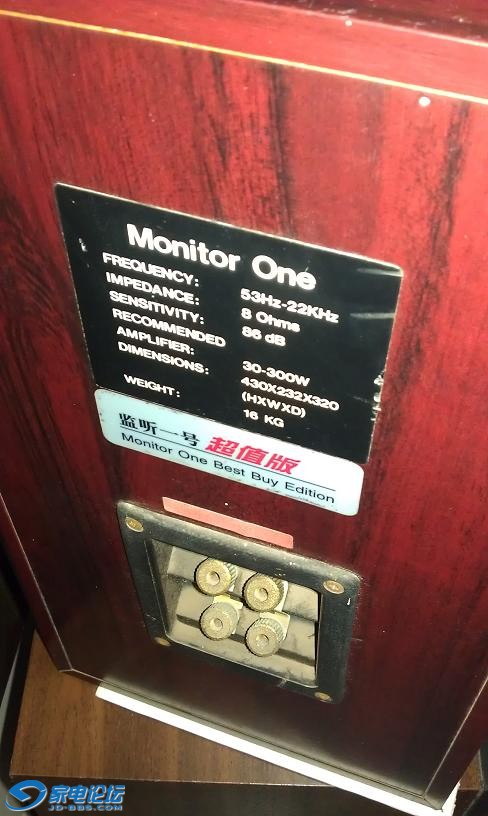 Monitor One
FREQUENCY: 53Hz-22KHz
IMPEDANCE: 8 Ohms
SENSITIVITY: 86 dB
RECOMMENDED
AMPLIFIER: 30-300W
DIMENSIONS: 430X232X320
(HXWXD)
WEIGHT: 16 KG
监听一号 超值版
Monitor One Best Buy Edition
家电论坛
JD-BBS.COM